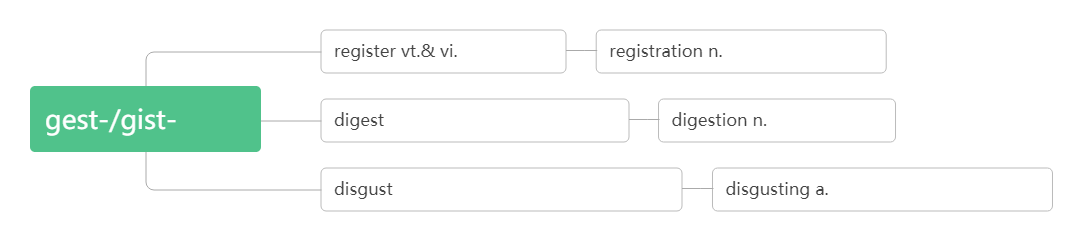 gest-/gist-
register vt.& vi.
registration n.
digest
digestion n.
disgust
disgusting a.